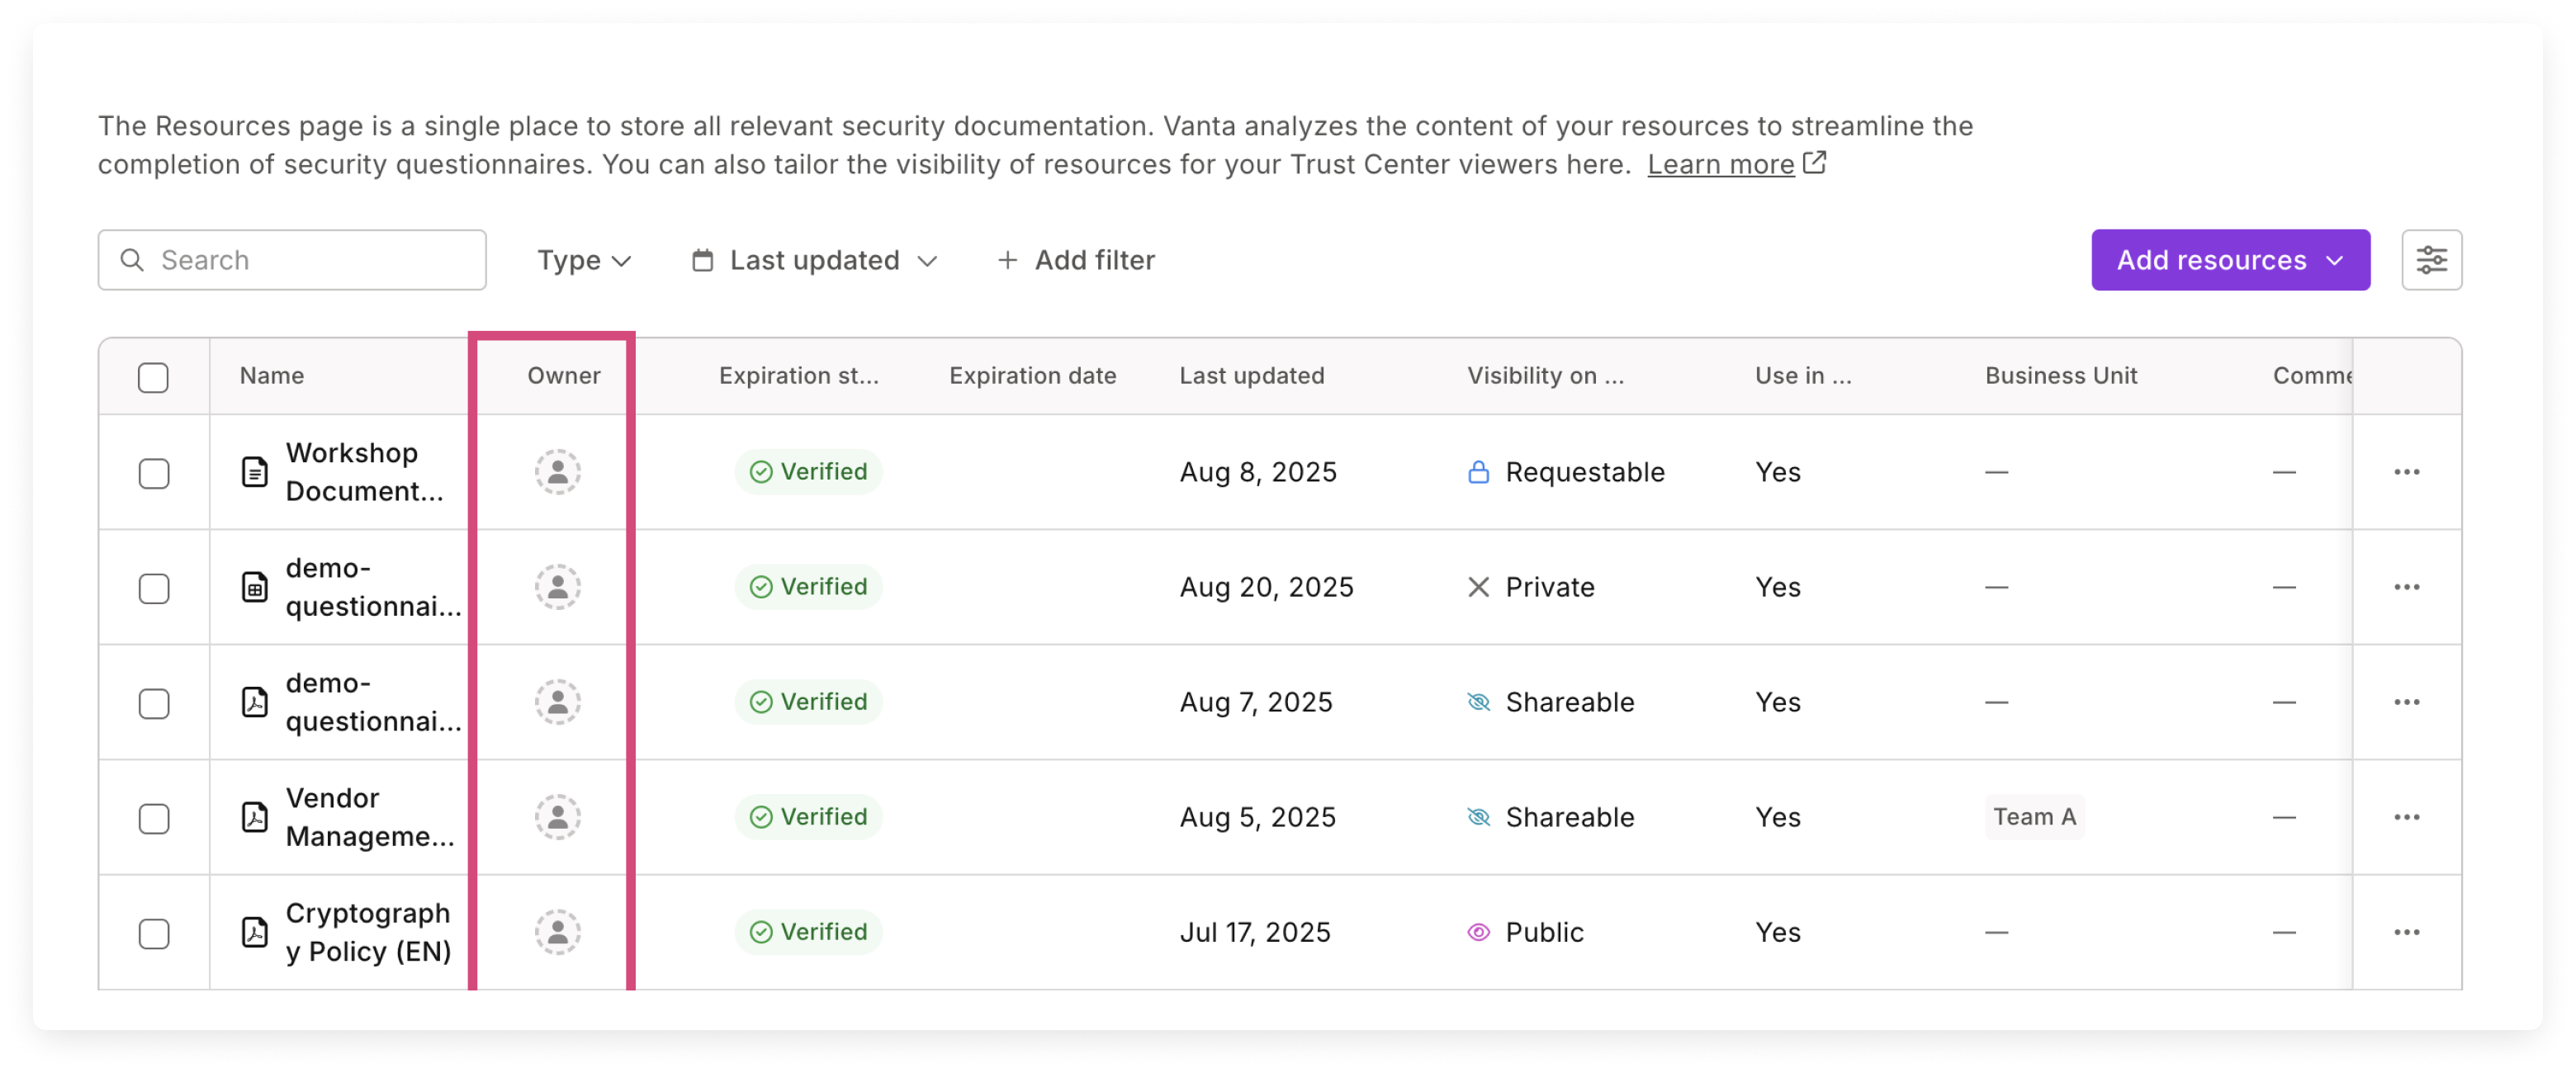 The Resources page is a single place to store all relevant security documentation. Vanta analyzes the content of your resources to streamline the
completion of security questionnaires. You can also tailor the visibility of resources for your Trust Center viewers here. Learn more
Search Type Last updated + Add filter Add resources
Name Owner Expiration st... Expiration date Last updated Visibility on ... Use in ... Business Unit Comme
Workshop
Document... Verified Aug 8, 2025 Requestable Yes — — ...
demo-
questionnai... Verified Aug 20, 2025 Private Yes — — ...
demo-
questionnai... Verified Aug 7, 2025 Shareable Yes — — ...
Vendor
Manageme... Verified Aug 5, 2025 Shareable Yes Team A — ...
Cryptograph
y Policy (EN) Verified Jul 17, 2025 Public Yes — — ...